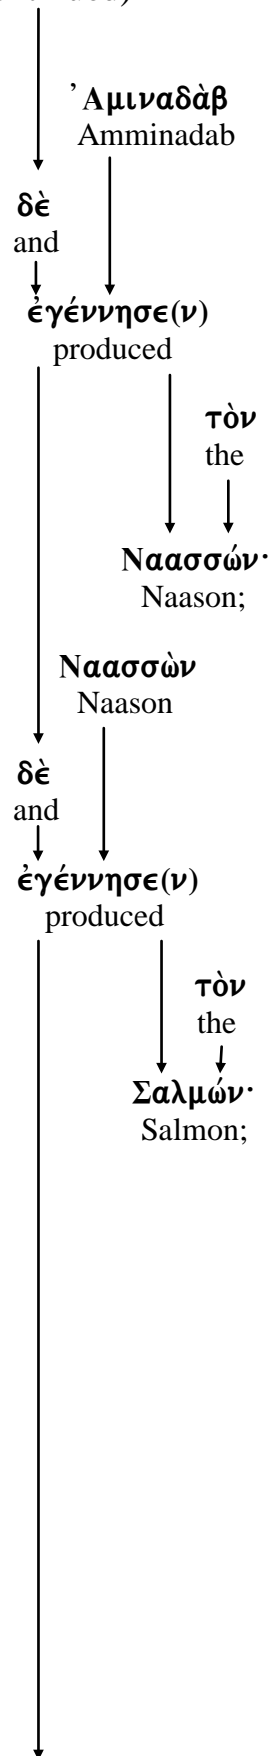 ᾿Αμιναδὰβ
Amminadab
δὲ
and
ἐγέννησε(ν)
produced
τὸν
the
Ναασσών·
Naason;
Ναασσὼν
Naason
δὲ
and
ἐγέννησε(ν)
produced
τὸν
the
Σαλμών·
Salmon;